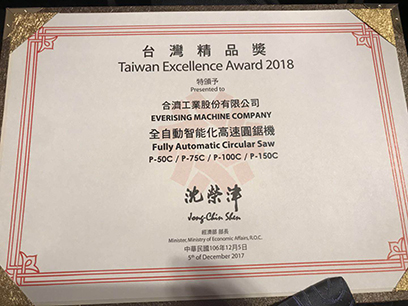 台灣精品獎
Taiwan Excellence Award 2018
特頒予
Presented to
合濟工業股份有限公司
EVERISING MACHINE COMPANY
全自動智能化高速圓鋸機
Fully Automatic Circular Saw
P-50C / P-75C / P-100C / P-150C
沈榮津
Jong-Chin Shen
經濟部 部長
Minister, Ministry of Economic Affairs, R.O.C.
中華民國106年12月5日
5th of December 2017